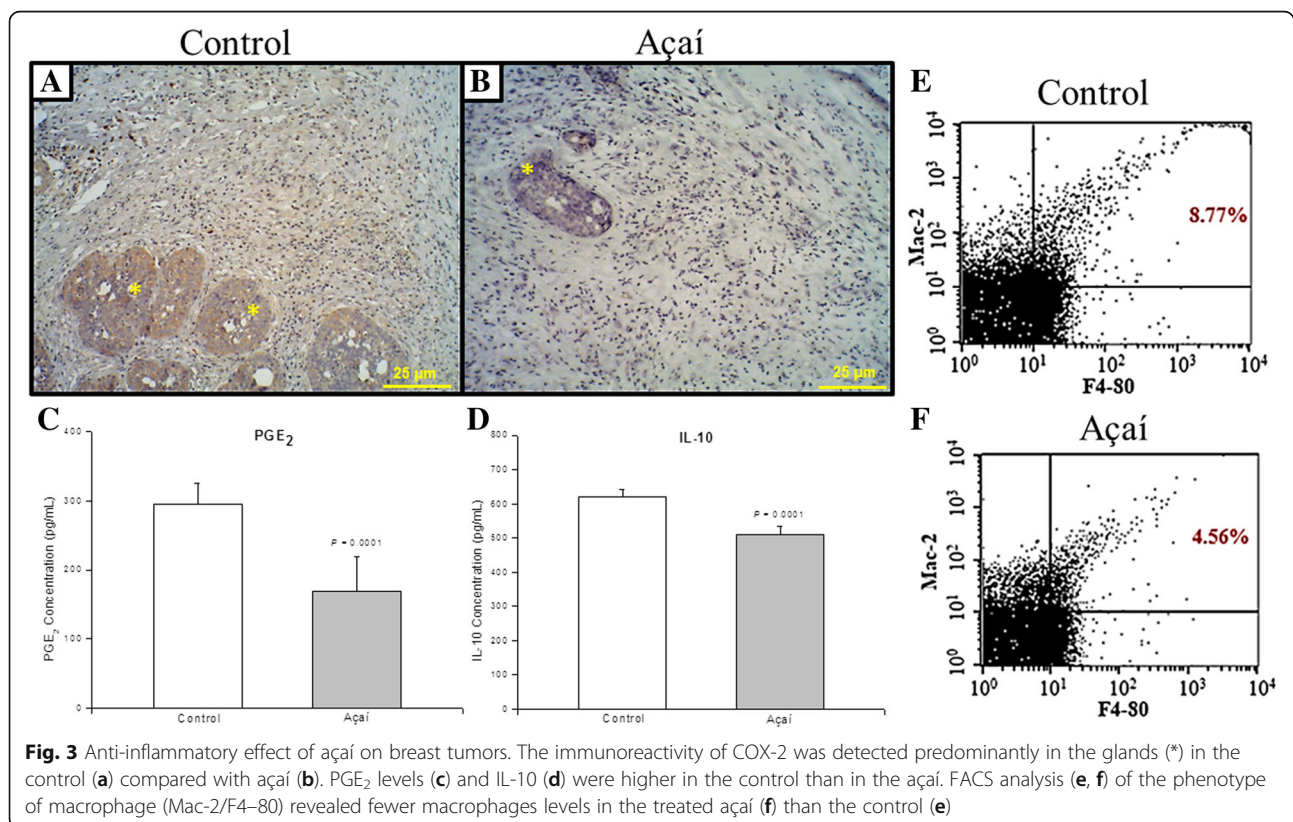 Control
Açaí
A
B
*
*
*
25 µm
25 µm
E
Control
Mac-2
10⁴
10³
10²
10¹
10⁰
8.77%
10⁰ 10¹ 10² 10³ 10⁴
F4-80
C
PGE₂
PGE₂ Concentration (pg/mL)
400
300
200
100
0
P = 0.0001
Control Açaí
D
IL-10
IL-10 Concentration (pg/mL)
800
700
600
500
400
300
200
100
0
P = 0.0001
Control Açaí
F
Açaí
Mac-2
10⁴
10³
10²
10¹
10⁰
4.56%
10⁰ 10¹ 10² 10³ 10⁴
F4-80
Fig. 3 Anti-inflammatory effect of açaí on breast tumors. The immunoreactivity of COX-2 was detected predominantly in the glands (*) in the
control (a) compared with açaí (b). PGE₂ levels (c) and IL-10 (d) were higher in the control than in the açaí. FACS analysis (e, f) of the phenotype
of macrophage (Mac-2/F4–80) revealed fewer macrophages levels in the treated açaí (f) than the control (e)